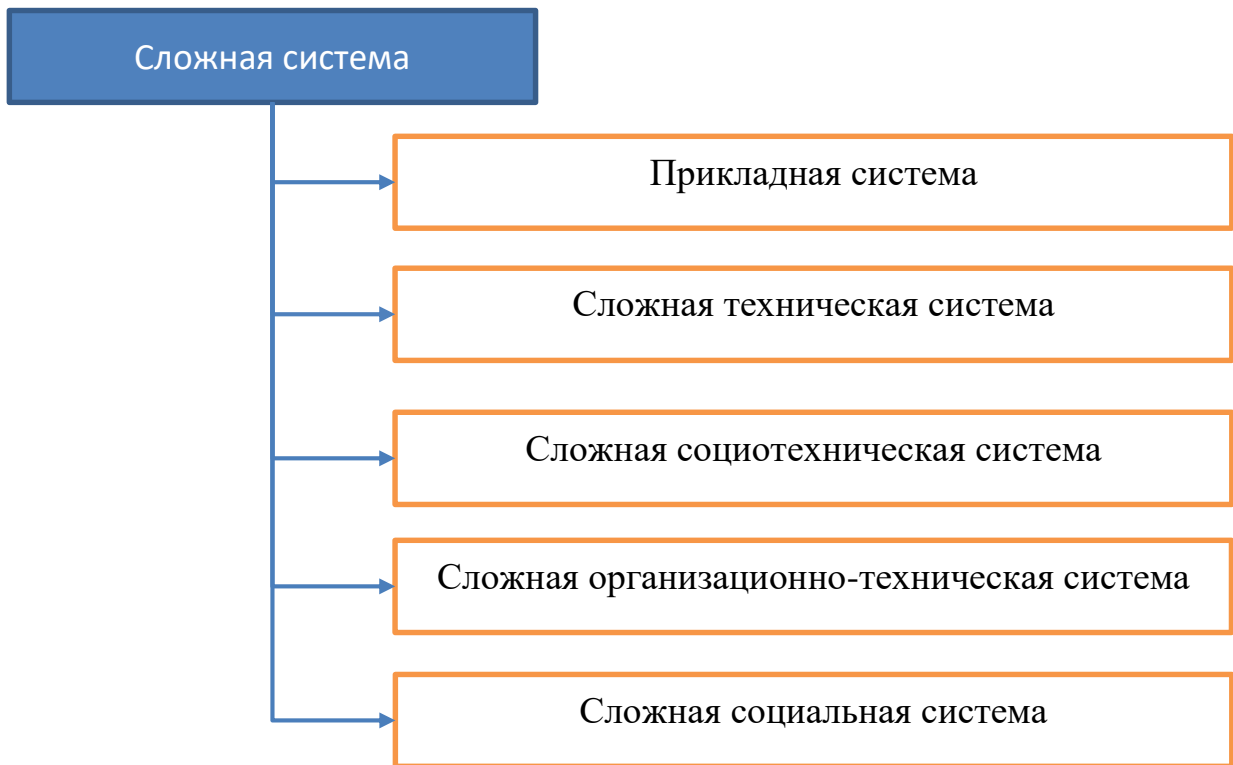 Сложная система
Прикладная система
Сложная техническая система
Сложная социотехническая система
Сложная организационно-техническая система
Сложная социальная система